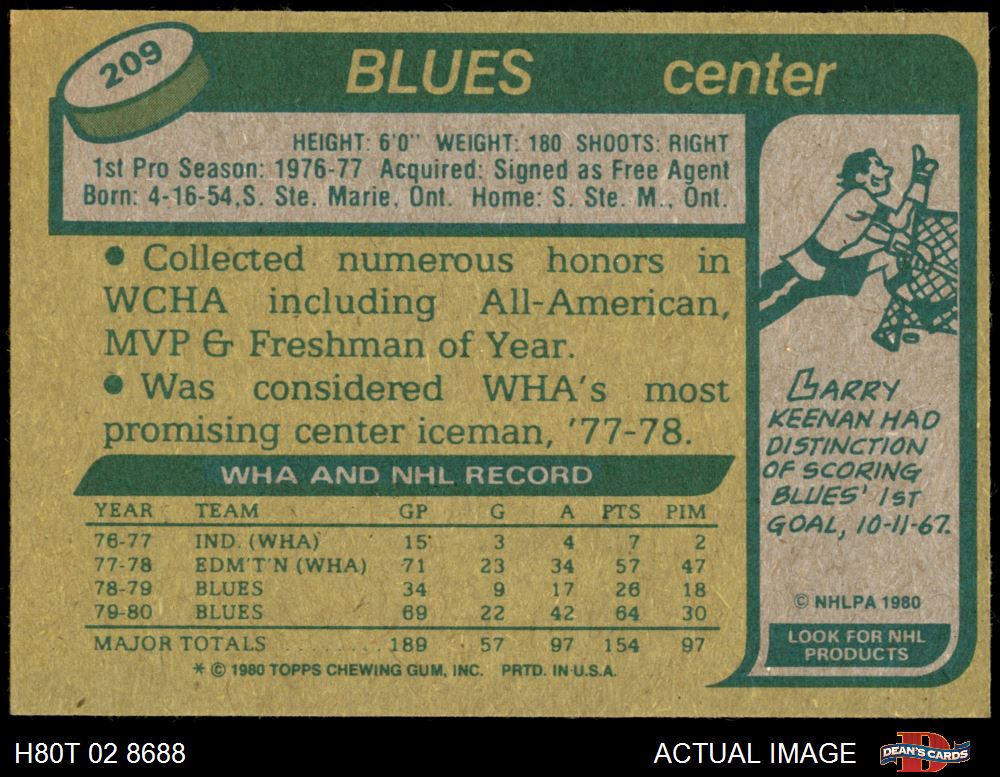 209
BLUES center
HEIGHT: 6'0" WEIGHT: 180 SHOOTS: RIGHT
1st Pro Season: 1976-77 Acquired: Signed as Free Agent
Born: 4-16-54, S. Ste. Marie, Ont. Home: S. Ste. M., Ont.
• Collected numerous honors in
WCHA including All-American,
MVP & Freshman of Year.
• Was considered WHA's most
promising center iceman, '77-78.
WHA AND NHL RECORD
YEAR TEAM GP G A PTS PIM
76-77 IND. (WHA) 15 3 4 7 2
77-78 EDM'T'N (WHA) 71 23 34 57 47
78-79 BLUES 34 9 17 26 18
79-80 BLUES 69 22 42 64 30
MAJOR TOTALS ........ 189 57 97 154 97
* © 1980 TOPPS CHEWING GUM, INC. PRTD. IN U.S.A.
LARRY
KEENAN HAD
DISTINCTION
OF SCORING
BLUES' 1ST
GOAL, 10-11-67.
© NHLPA 1980
LOOK FOR NHL
PRODUCTS
H80T 02 8688
ACTUAL IMAGE
DEAN'S CARDS